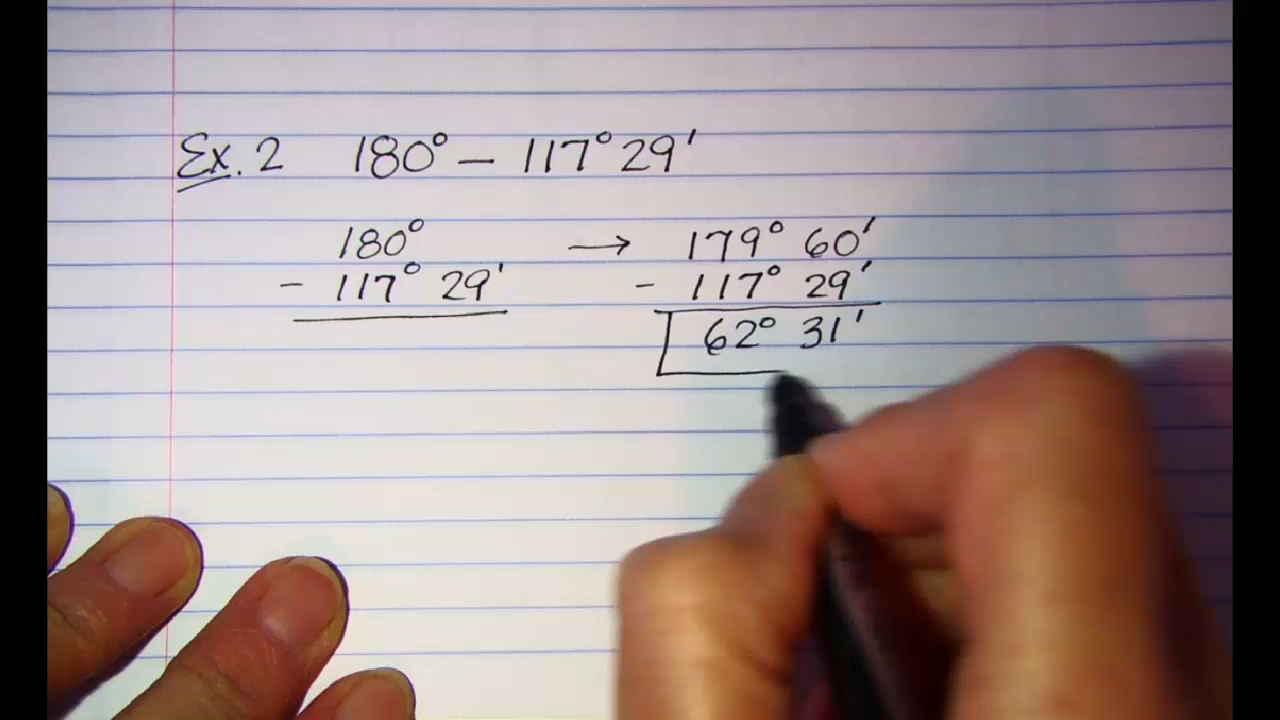 Ex. 2 180° - 117° 29'
180° → 179° 60'
- 117° 29' - 117° 29'
62° 31'